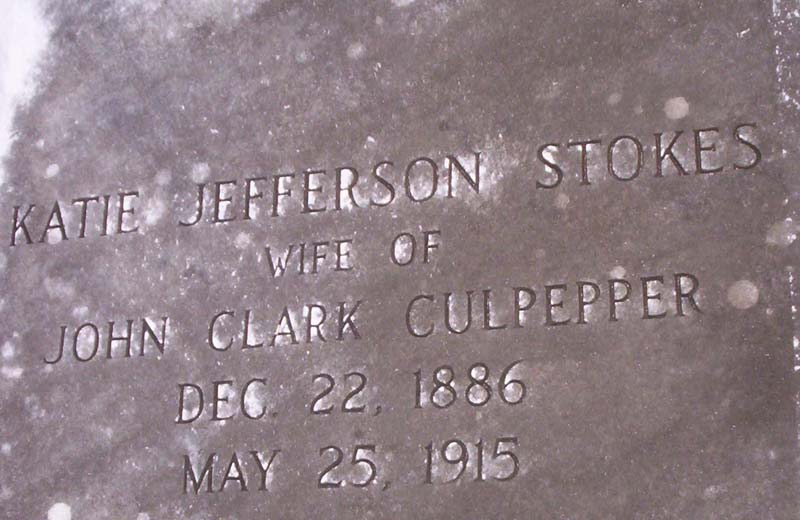 KATIE JEFFERSON STOKES
WIFE OF
JOHN CLARK CULPEPPER
DEC. 22, 1886
MAY 25, 1915